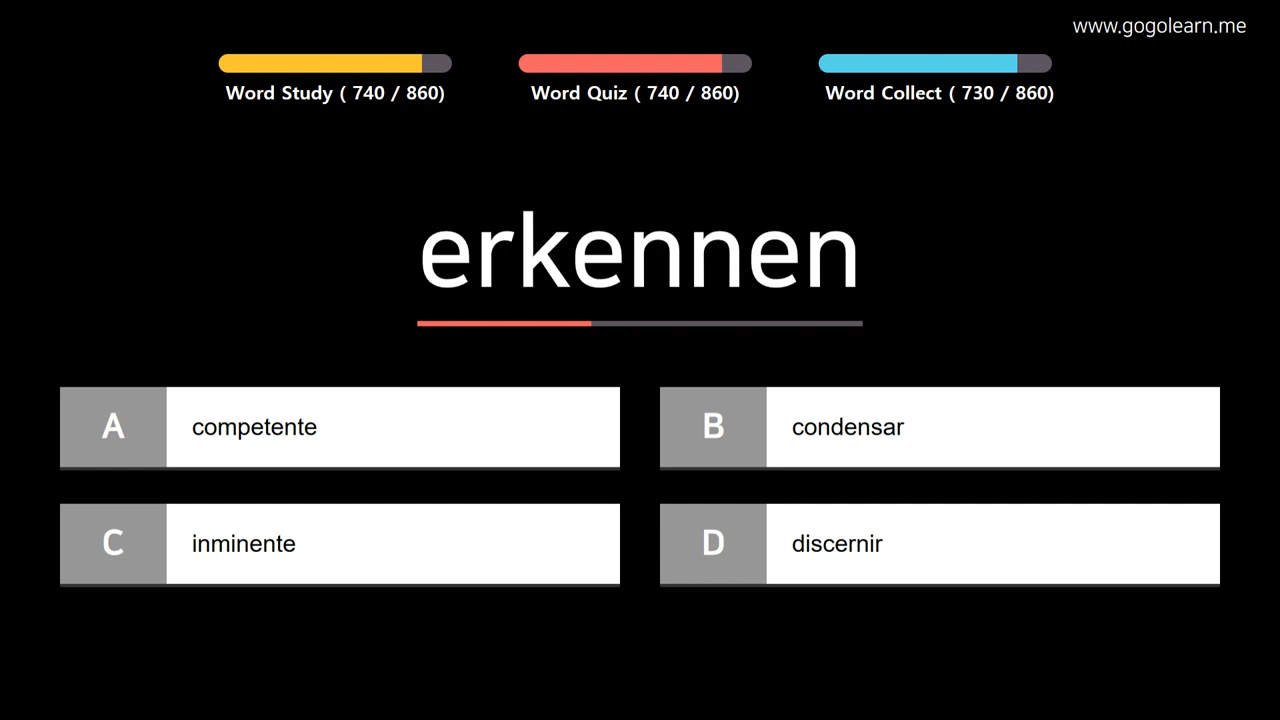 www.gogolearn.me
Word Study ( 740 / 860)
Word Quiz ( 740 / 860)
Word Collect ( 730 / 860)
erkennen
A competente
B condensar
C inminente
D discernir